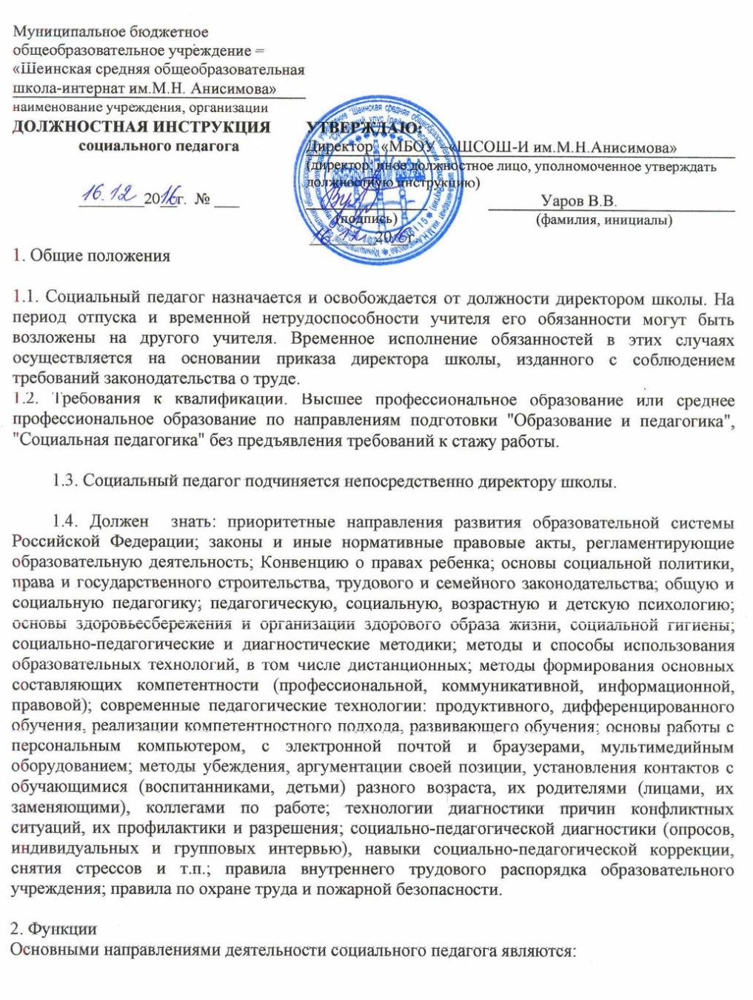 Муниципальное бюджетное
общеобразовательное учреждение =
«Шеинская средняя общеобразовательная
школа-интернат им.М.Н. Анисимова»
наименование учреждения, организации
ДОЛЖНОСТНАЯ ИНСТРУКЦИЯ
социального педагога
16.12 2016г. № ___
УТВЕРЖДАЮ:
Директор «МБОУ – «ШСОШ-И им.М.Н.Анисимова»
(директор; иное должностное лицо, уполномоченное утверждать
должностную инструкцию)
Уаров В.В.
(подпись) (фамилия, инициалы)
16 12 2016г.
1. Общие положения
1.1. Социальный педагог назначается и освобождается от должности директором школы. На
период отпуска и временной нетрудоспособности учителя его обязанности могут быть
возложены на другого учителя. Временное исполнение обязанностей в этих случаях
осуществляется на основании приказа директора школы, изданного с соблюдением
требований законодательства о труде.
1.2. Требования к квалификации. Высшее профессиональное образование или среднее
профессиональное образование по направлениям подготовки "Образование и педагогика",
"Социальная педагогика" без предъявления требований к стажу работы.
1.3. Социальный педагог подчиняется непосредственно директору школы.
1.4. Должен знать: приоритетные направления развития образовательной системы
Российской Федерации; законы и иные нормативные правовые акты, регламентирующие
образовательную деятельность; Конвенцию о правах ребенка; основы социальной политики,
права и государственного строительства, трудового и семейного законодательства; общую и
социальную педагогику; педагогическую, социальную, возрастную и детскую психологию;
основы здоровьесбережения и организации здорового образа жизни, социальной гигиены;
социально-педагогические и диагностические методики; методы и способы использования
образовательных технологий, в том числе дистанционных; методы формирования основных
составляющих компетентности (профессиональной, коммуникативной, информационной,
правовой); современные педагогические технологии: продуктивного, дифференцированного
обучения, реализации компетентностного подхода, развивающего обучения; основы работы с
персональным компьютером, с электронной почтой и браузерами, мультимедийным
оборудованием; методы убеждения, аргументации своей позиции, установления контактов с
обучающимися (воспитанниками, детьми) разного возраста, их родителями (лицами, их
заменяющими), коллегами по работе; технологии диагностики причин конфликтных
ситуаций, их профилактики и разрешения; социально-педагогической диагностики (опросов,
индивидуальных и групповых интервью), навыки социально-педагогической коррекции,
снятия стрессов и т.п.; правила внутреннего трудового распорядка образовательного
учреждения; правила по охране труда и пожарной безопасности.
2. Функции
Основными направлениями деятельности социального педагога являются: